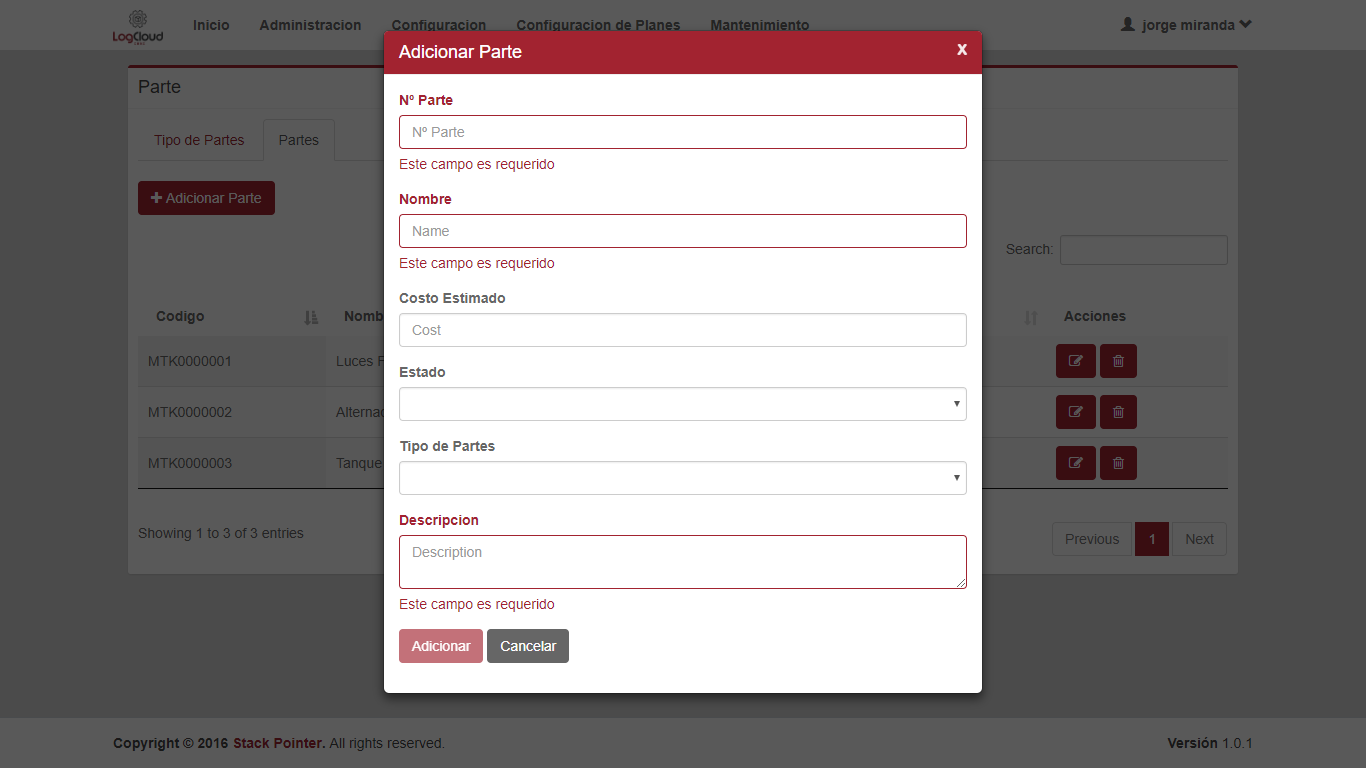 LogCloud
Inicio Administracion Configuracion Configuracion de Planes Mantenimiento jorge miranda
Adicionar Parte x
Parte
Tipo de Partes Partes
Adicionar Parte
Search:
Codigo Nomb Acciones
MTK0000001 Luces
MTK0000002 Alternad
MTK0000003 Tanque
Showing 1 to 3 of 3 entries
Previous 1 Next
Nº Parte
Nº Parte
Este campo es requerido
Nombre
Name
Este campo es requerido
Costo Estimado
Cost
Estado
Tipo de Partes
Descripcion
Description
Este campo es requerido
Adicionar Cancelar
Copyright © 2016 Stack Pointer. All rights reserved. Versión 1.0.1